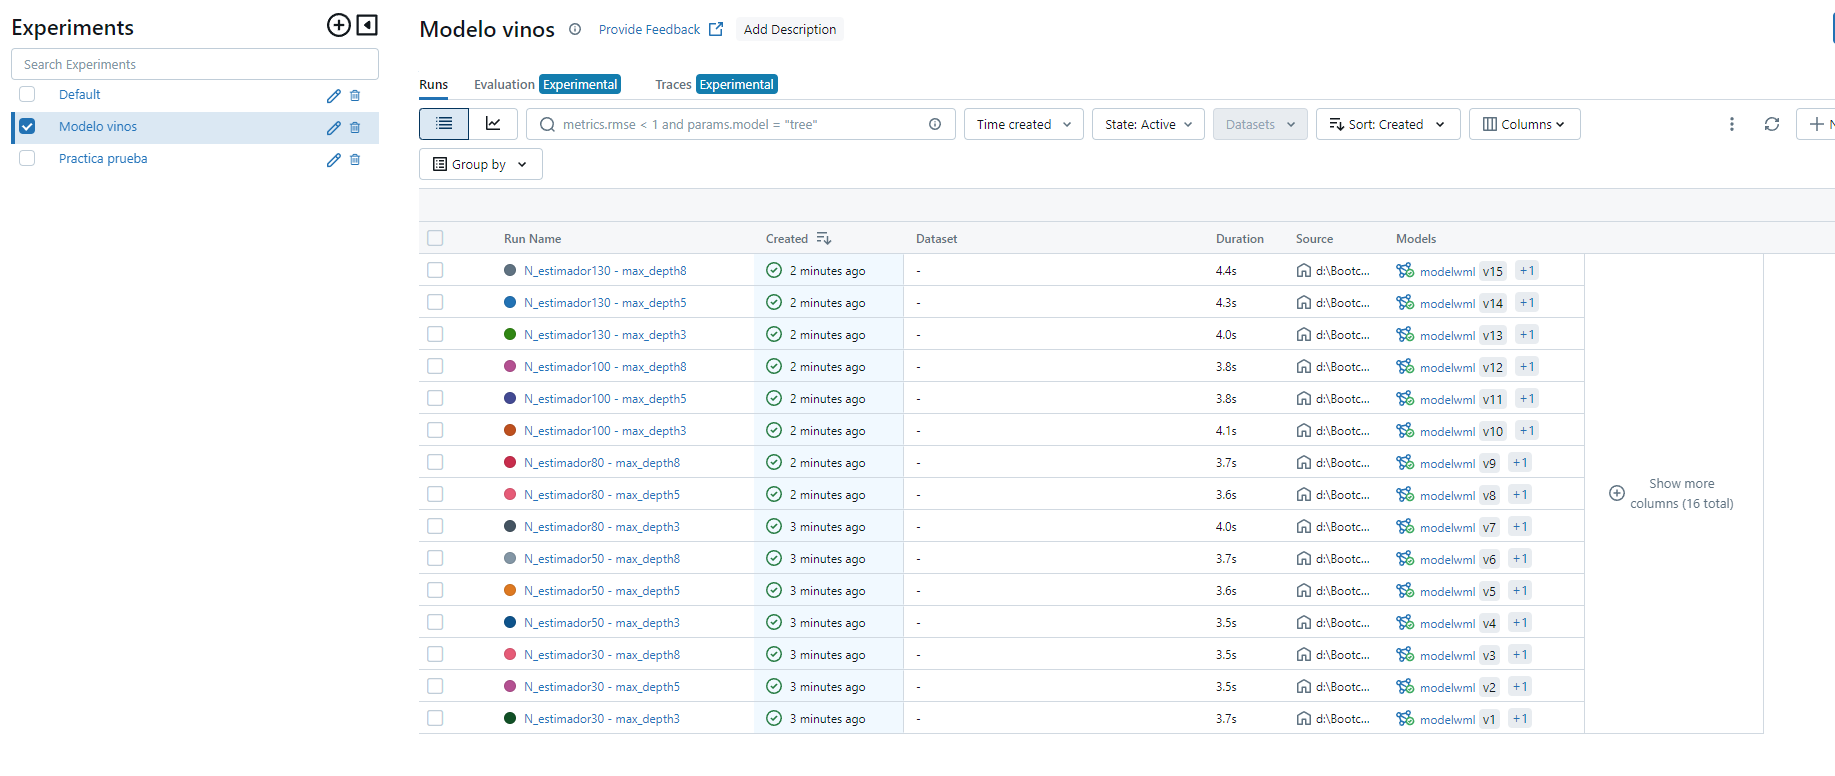 Experiments
Search Experiments
Default
Modelo vinos
Practica prueba
Modelo vinos Provide Feedback Add Description
Runs Evaluation Experimental Traces Experimental
metrics.rmse < 1 and params.model = "tree" Time created State: Active Datasets Sort: Created Columns
Group by
Run Name Created Dataset Duration Source Models
N_estimador130 - max_depth8 2 minutes ago - 4.4s d:\Bootc... modelwml v15 +1
N_estimador130 - max_depth5 2 minutes ago - 4.3s d:\Bootc... modelwml v14 +1
N_estimador130 - max_depth3 2 minutes ago - 4.0s d:\Bootc... modelwml v13 +1
N_estimador100 - max_depth8 2 minutes ago - 3.8s d:\Bootc... modelwml v12 +1
N_estimador100 - max_depth5 2 minutes ago - 3.8s d:\Bootc... modelwml v11 +1
N_estimador100 - max_depth3 2 minutes ago - 4.1s d:\Bootc... modelwml v10 +1
N_estimador80 - max_depth8 2 minutes ago - 3.7s d:\Bootc... modelwml v9 +1
N_estimador80 - max_depth5 2 minutes ago - 3.6s d:\Bootc... modelwml v8 +1
N_estimador80 - max_depth3 3 minutes ago - 4.0s d:\Bootc... modelwml v7 +1
N_estimador50 - max_depth8 3 minutes ago - 3.7s d:\Bootc... modelwml v6 +1
N_estimador50 - max_depth5 3 minutes ago - 3.6s d:\Bootc... modelwml v5 +1
N_estimador50 - max_depth3 3 minutes ago - 3.5s d:\Bootc... modelwml v4 +1
N_estimador30 - max_depth8 3 minutes ago - 3.5s d:\Bootc... modelwml v3 +1
N_estimador30 - max_depth5 3 minutes ago - 3.5s d:\Bootc... modelwml v2 +1
N_estimador30 - max_depth3 3 minutes ago - 3.7s d:\Bootc... modelwml v1 +1
Show more
columns (16 total)